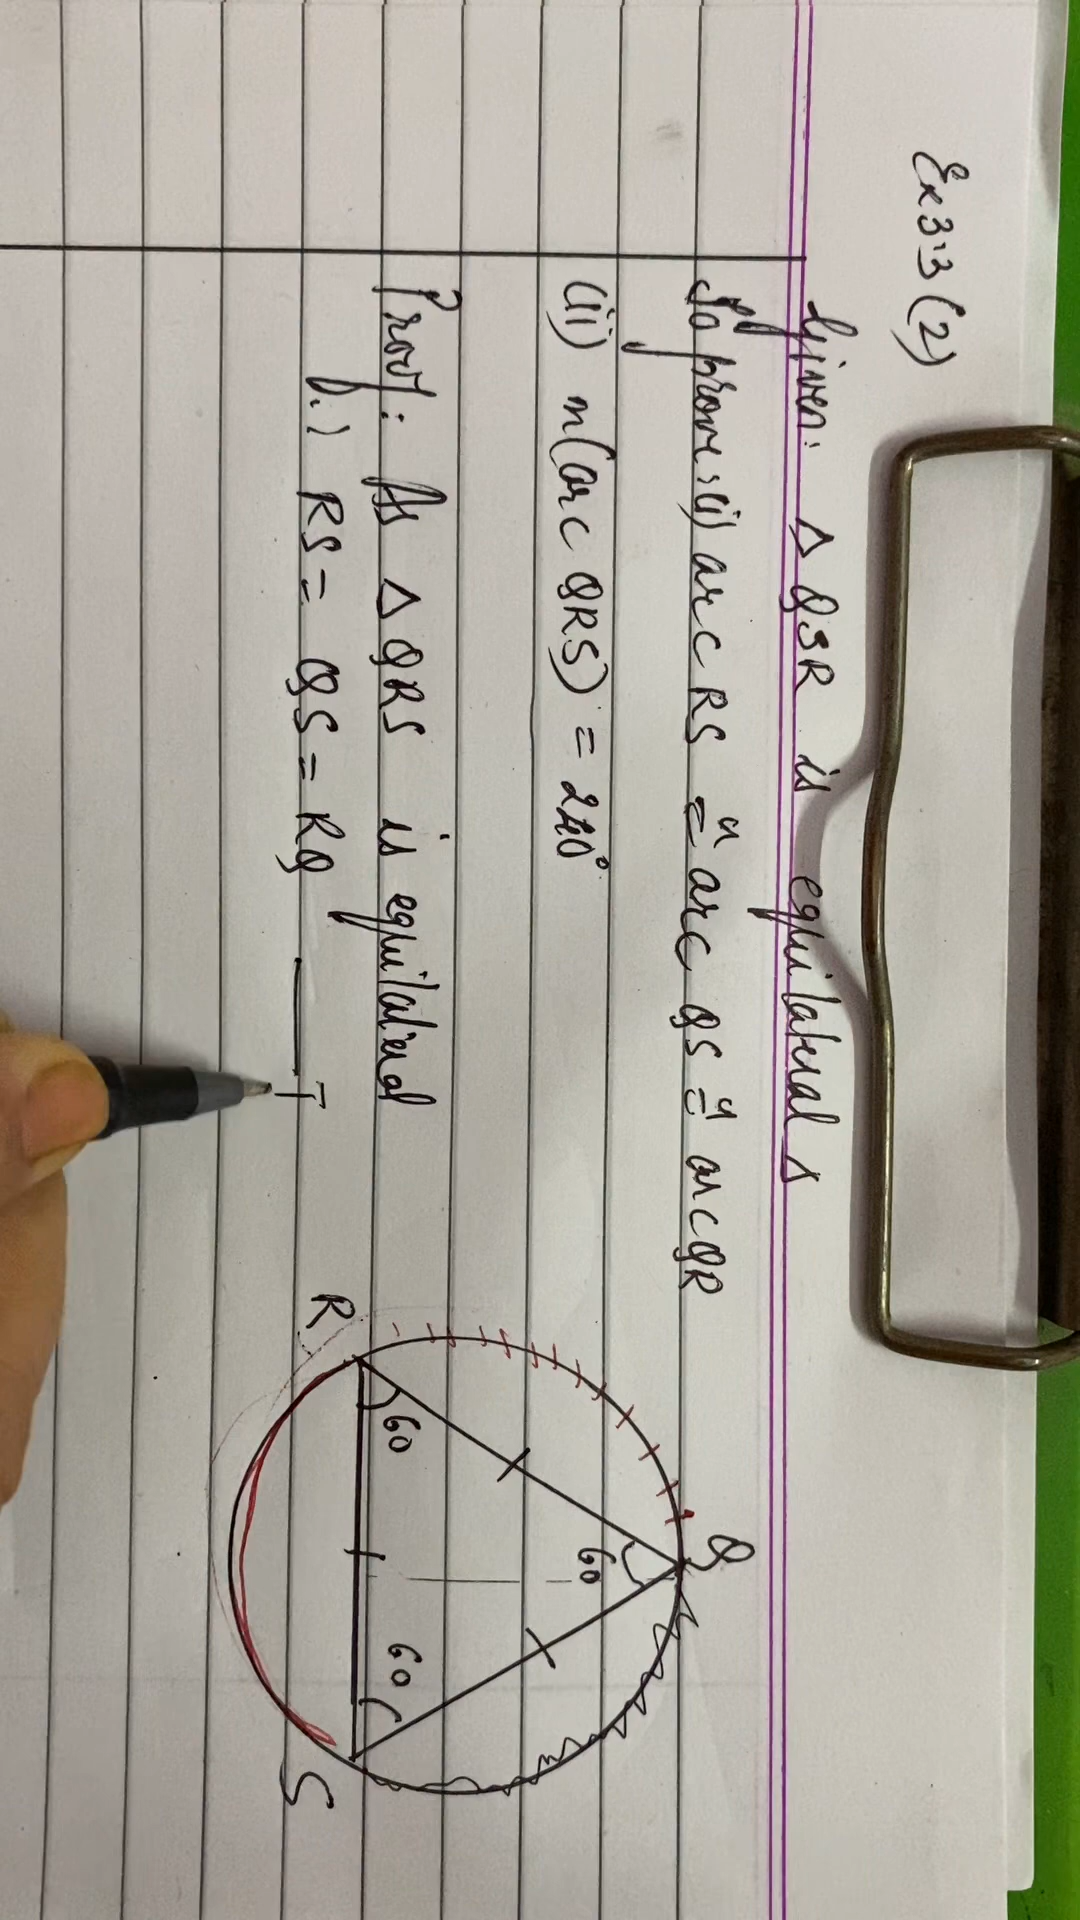 Ex 3.3 (2)
Given: △ QSR is equilateral △
To prove: (i) arc RS ≅ arc QS ≅ arc QR
(ii) m(arc QRS) = 240°
Proof: As △ QRS is equilateral
1.) RS = QS = RQ — I
Q
60
R
60
60
S